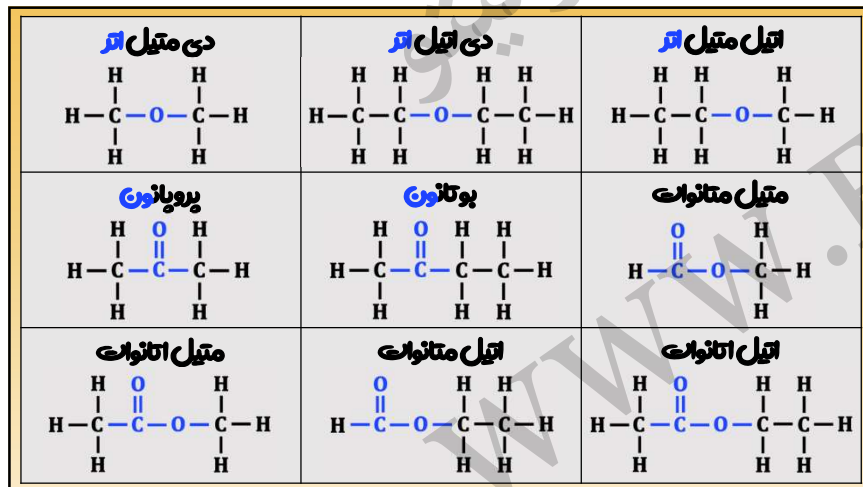 اتیل متیل اتر
H H H
H—C—C—O—C—H
H H H
دی اتیل اتر
H H H H
H—C—C—O—C—C—H
H H H H
دی متیل اتر
H H
H—C—O—C—H
H H
متیل متانوات
O H
H—C—O—C—H
H
بوتانون
H O H H
H—C—C—C—C—H
H H H
پروپانون
H O H
H—C—C—C—H
H H
اتیل اتانوات
H O H H
H—C—C—O—C—C—H
H H H
اتیل متانوات
O H H
H—C—O—C—C—H
H H
متیل اتانوات
H O H
H—C—C—O—C—H
H H
WWW.